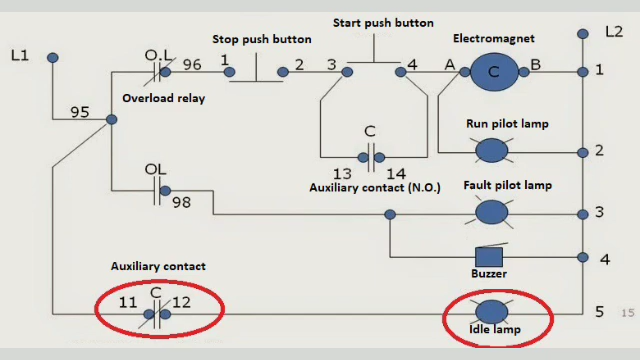 L1
L2
O.L
95
96
Overload relay
Stop push button
1
2
Start push button
3
4
Electromagnet
A
C
B
1
C
13
14
Auxiliary contact (N.O.)
Run pilot lamp
2
OL
98
Fault pilot lamp
3
Buzzer
4
Auxiliary contact
11
C
12
Idle lamp
5
15